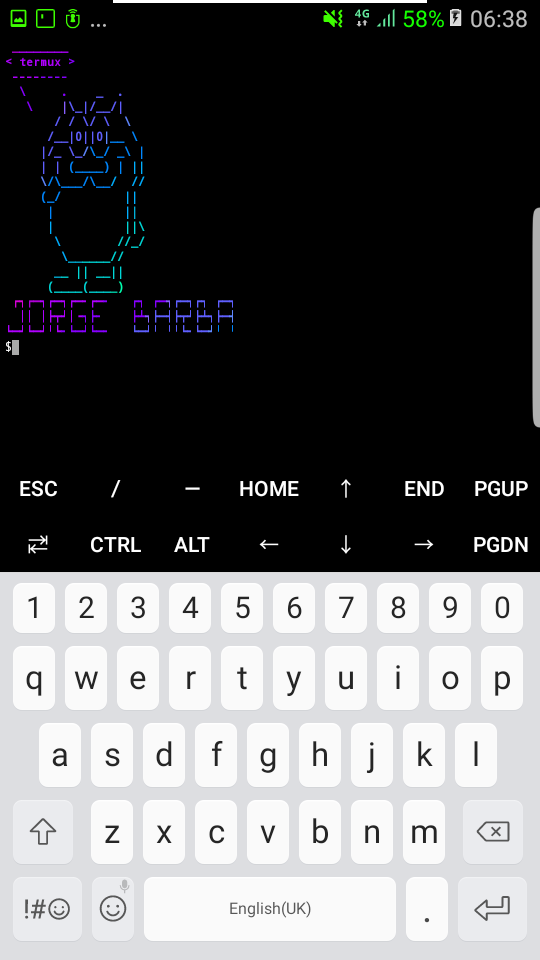 ... 4G 58% 06:38
< termux >
JORGE BARBA
$
ESC / — HOME ↑ END PGUP
⇄ CTRL ALT ← ↓ → PGDN
1 2 3 4 5 6 7 8 9 0
q w e r t y u i o p
a s d f g h j k l
z x c v b n m
!#☺ English(UK) .